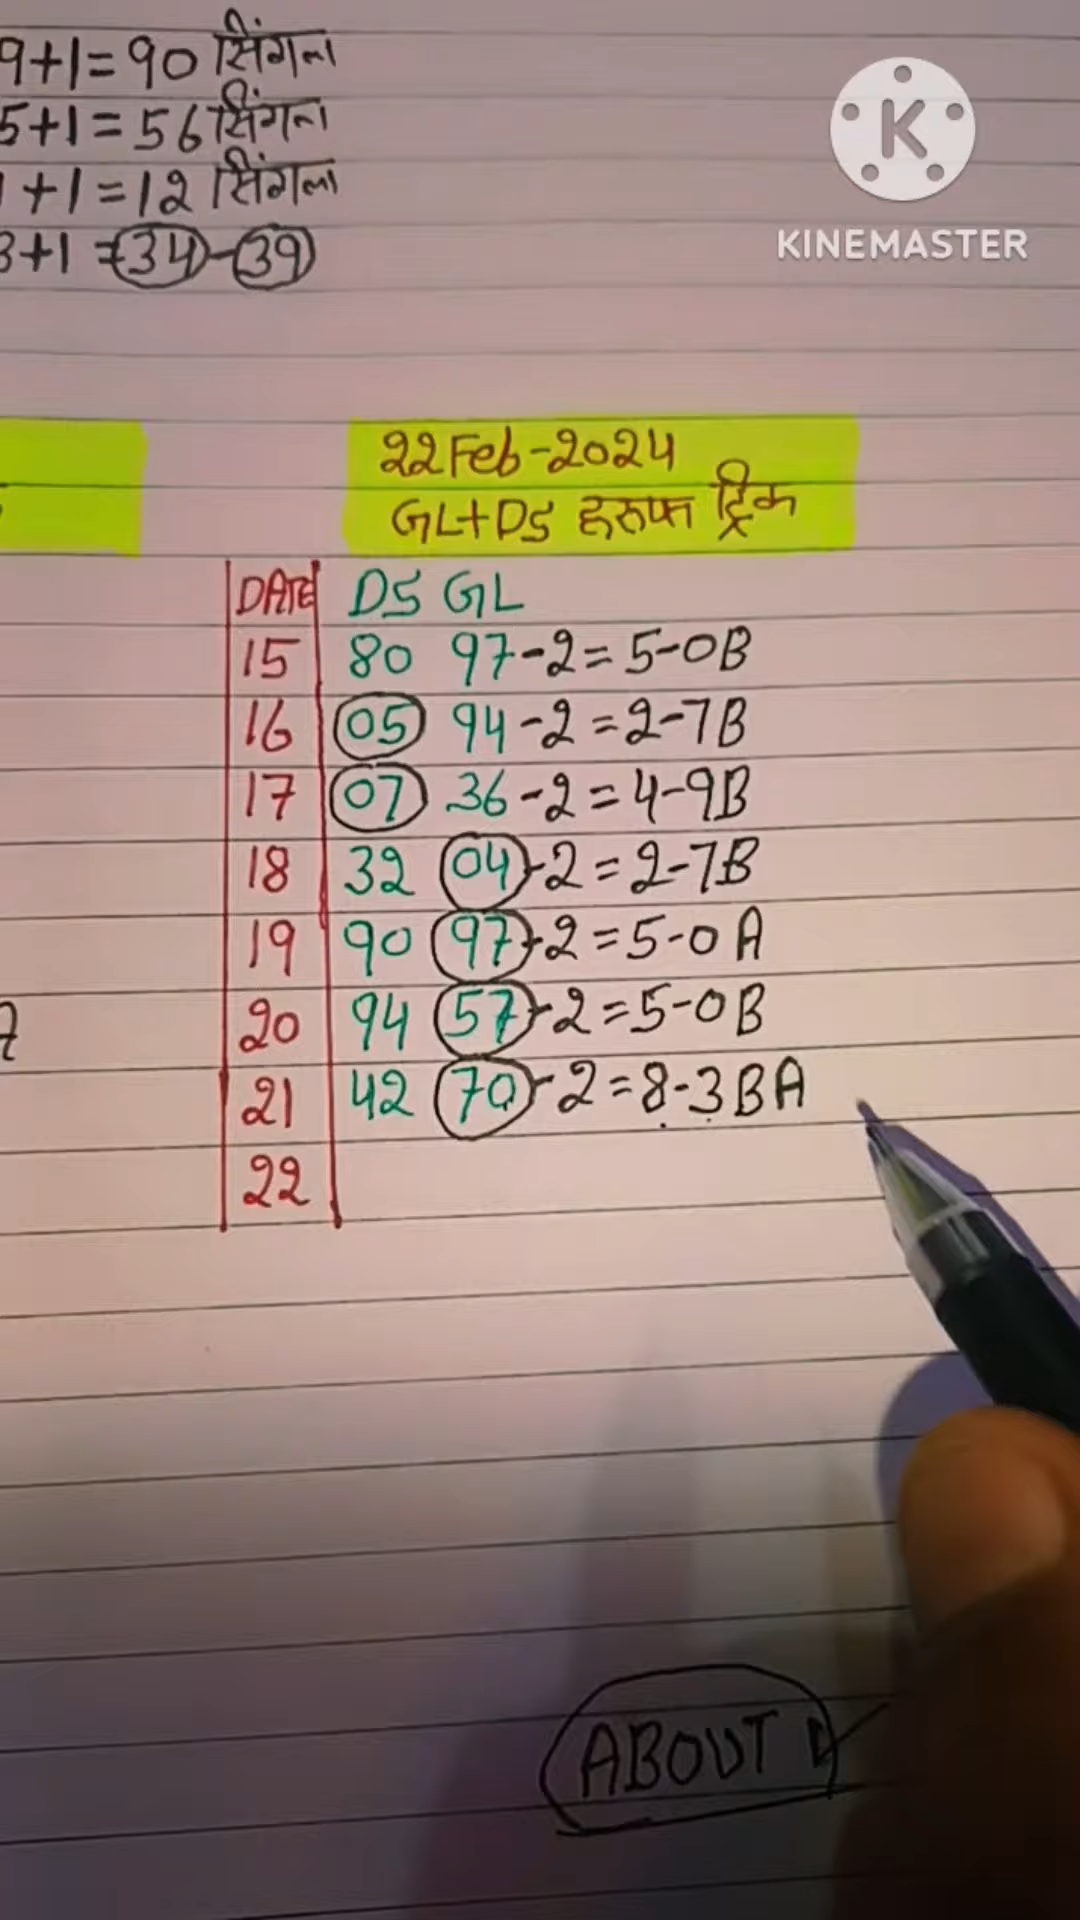 9+1=90 सिंगल
5+1=56 सिंगल
1+1=12 सिंगल
3+1=34-39
KINEMASTER
22Feb-2024
GL+DS हरूफ ट्रिक
DATE DS GL
15 80 97-2=5-0B
16 05 94-2=2-7B
17 07 36-2=4-9B
18 32 04-2=2-7B
19 90 97-2=5-0A
20 94 57-2=5-0B
21 42 70-2=8-3BA
22
ABOUT